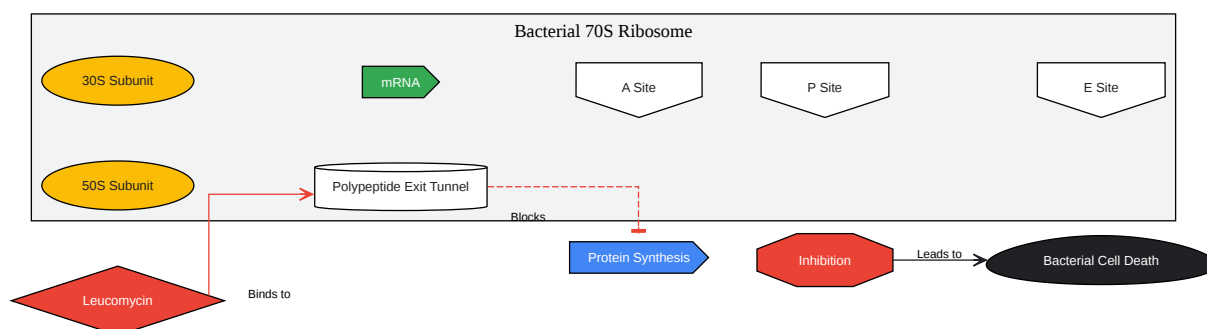 Bacterial 70S Ribosome
30S Subunit
mRNA
A Site
P Site
E Site
50S Subunit
Polypeptide Exit Tunnel
Blocks
Protein Synthesis
Inhibition
Leads to
Bacterial Cell Death
Leucomycin
Binds to